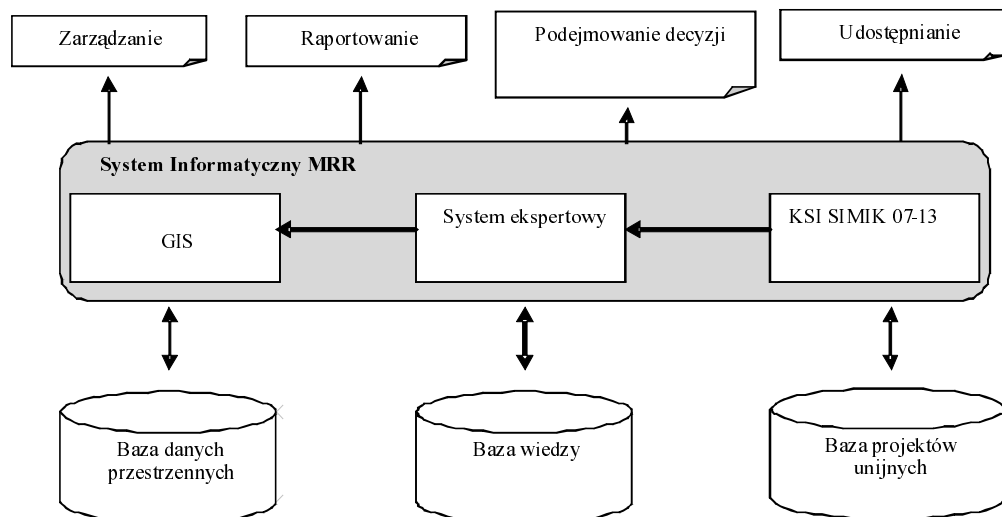 Zarządzanie
Raportowanie
Podejmowanie decyzji
Udostępnianie
System Informatyczny MRR
GIS
System ekspertowy
KSI SIMIK 07-13
Baza danych
przestrzennych
Baza wiedzy
Baza projektów
unijnych